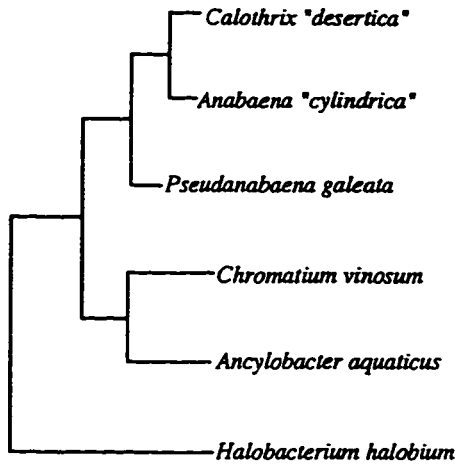 Calothrix "desertica"
Anabaena "cylindrica"
Pseudanabaena galeata
Chromatium vinosum
Ancylobacter aquaticus
Halobacterium halobium